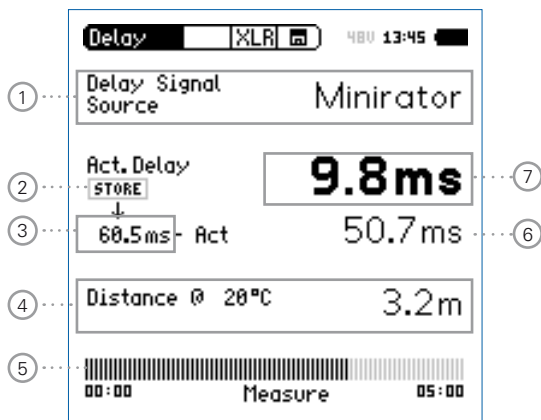 Delay XLR 48V 13:45
1 Delay Signal Source Minirator
Act. Delay 9.8ms 7
2 STORE
3 60.5ms - Act 50.7ms 6
4 Distance @ 20°C 3.2m
5
00:00 Measure 05:00